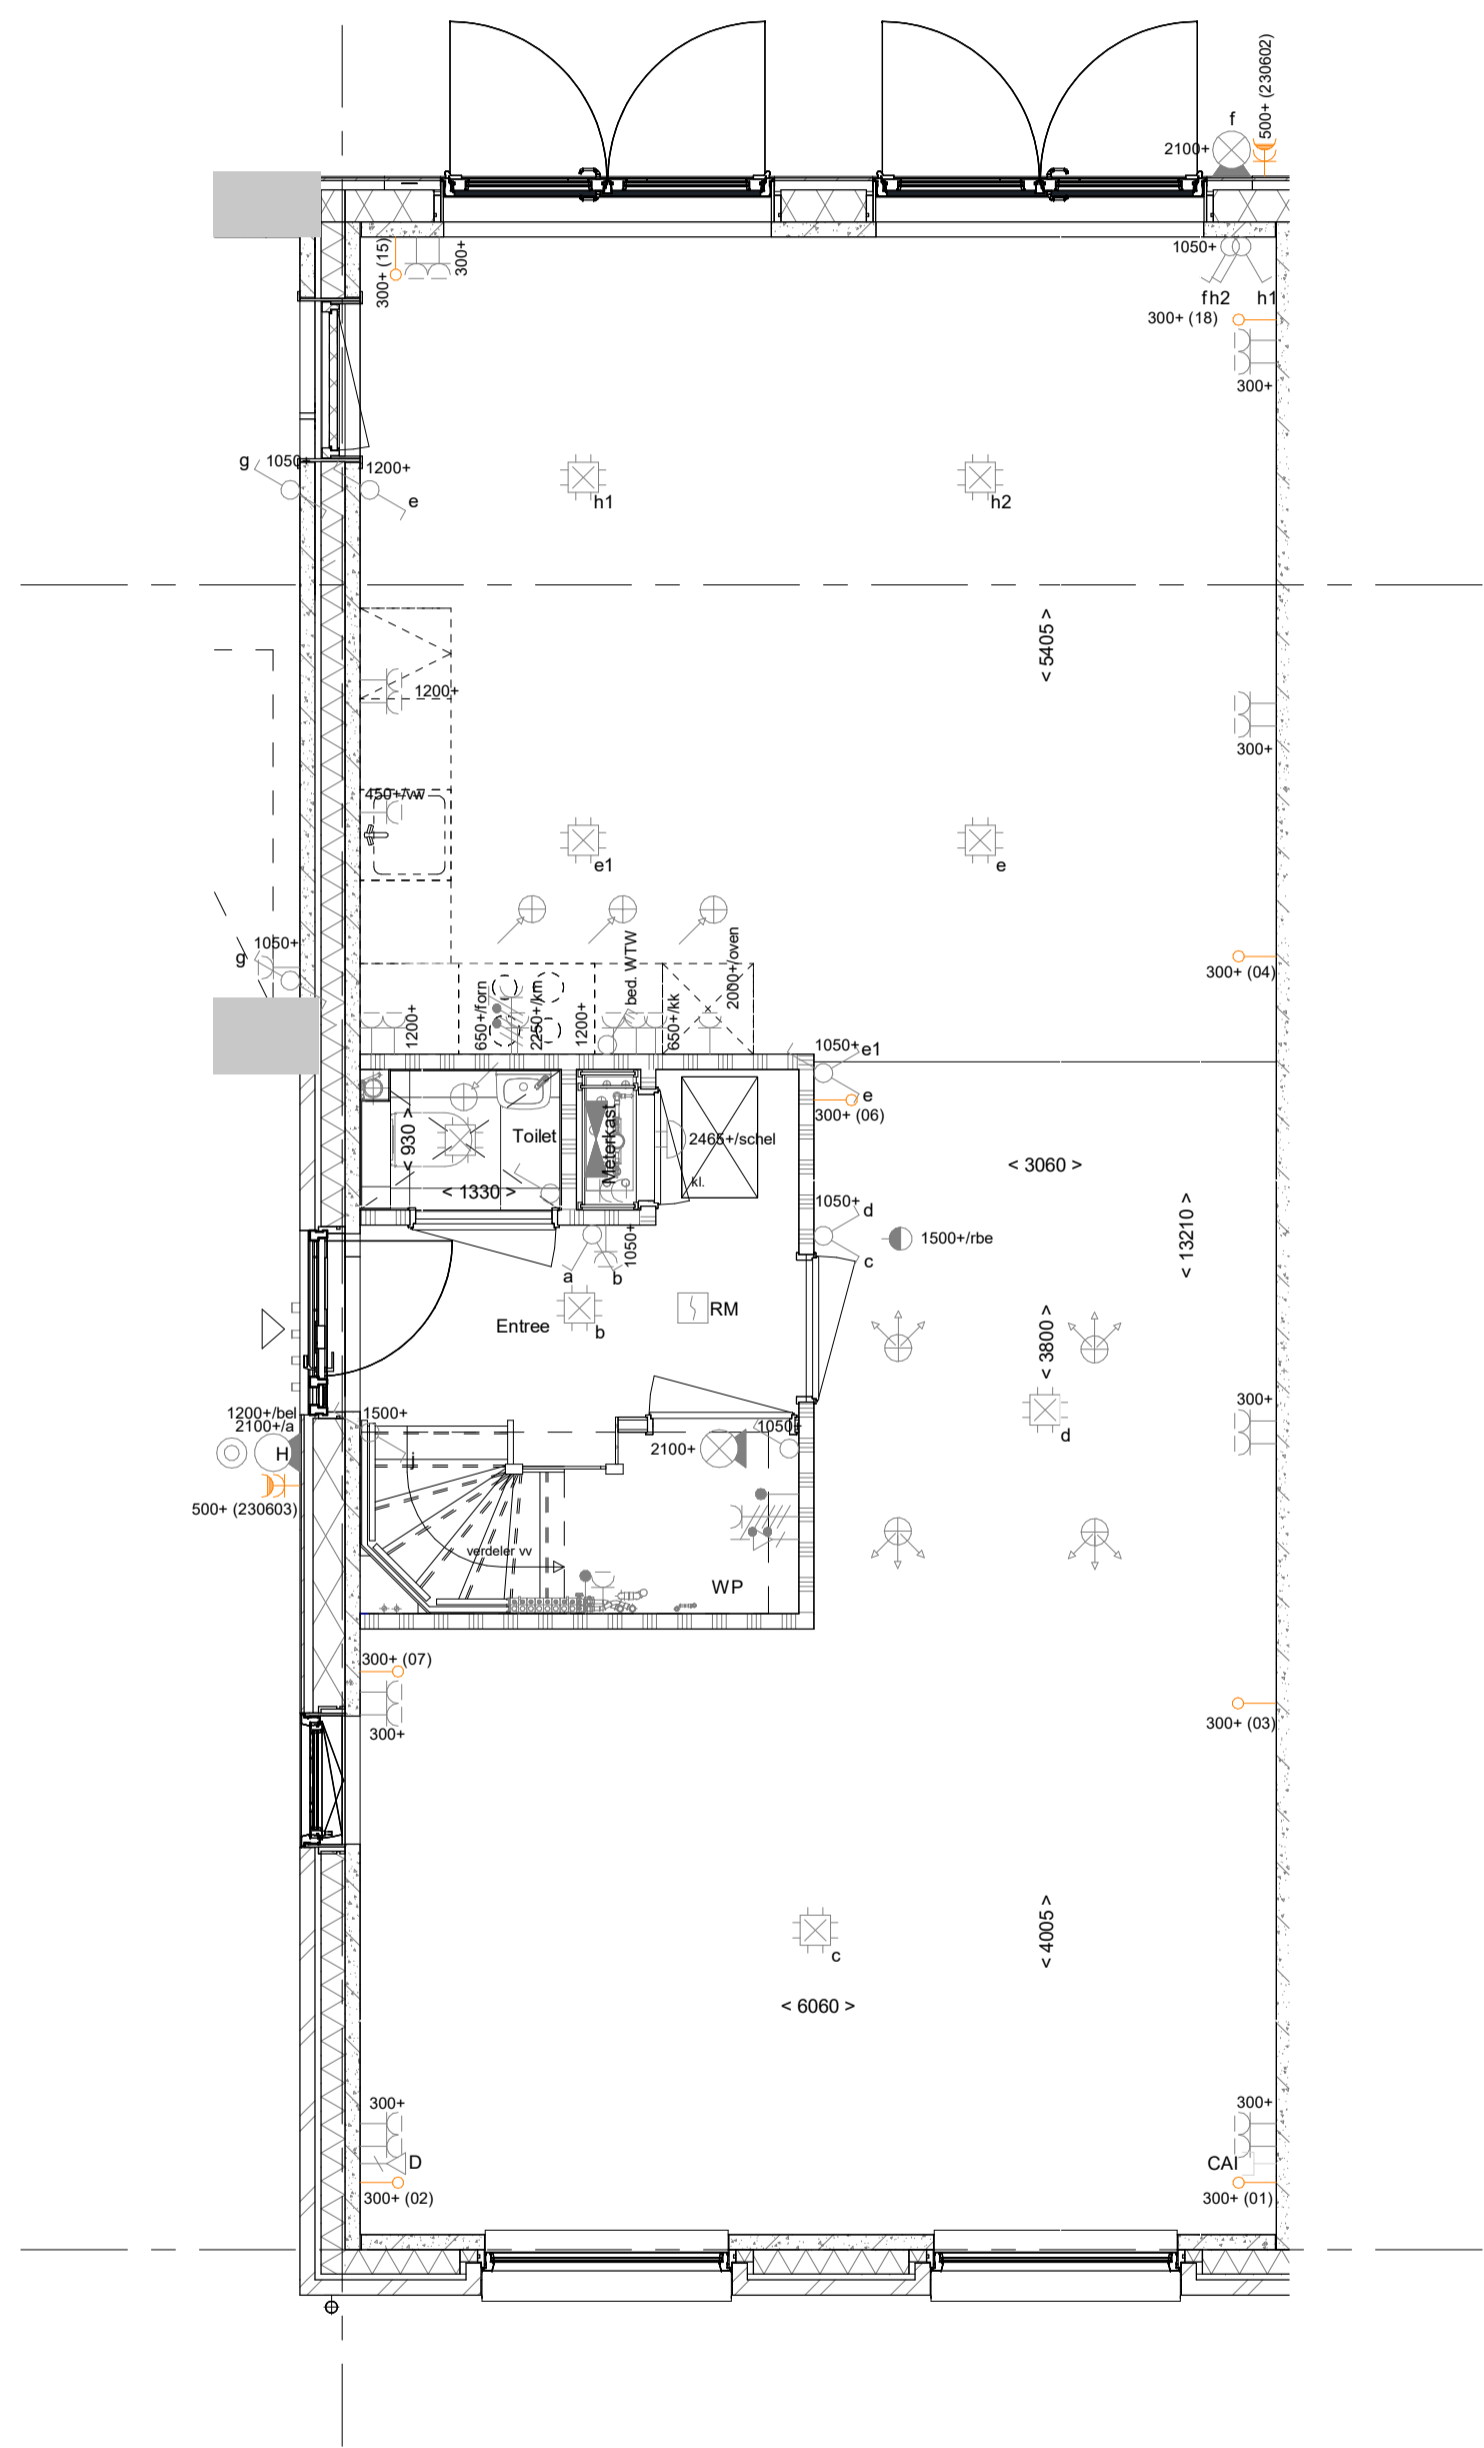 500+ (230602)
f
2100+
300+ (15)
300+
1050+
f h2
h1
300+ (18)
300+
g
1050+
1200+
e
h1
h2
< 5405 >
1200+
300+
450+/vw
e1
e
1050+
g
bed. WTW
2000+/oven
300+ (04)
1200+
650+/forn
2250+/km
1200+
650+/kk
1050+
e1
e
300+ (06)
< 930 >
Toilet
Meterkast
2465+/schel
kl.
< 1330 >
< 3060 >
< 13210 >
1050+
d
c
1500+/rbe
1050+
a
b
Entree
b
RM
< 3800 >
1200+/bel
2100+/a
H
1500+
j
2100+
1050+
300+
d
500+ (230603)
verdeler vv
WP
300+ (07)
300+
300+ (03)
c
< 4005 >
< 6060 >
300+
D
300+ (02)
300+
CAI
300+ (01)